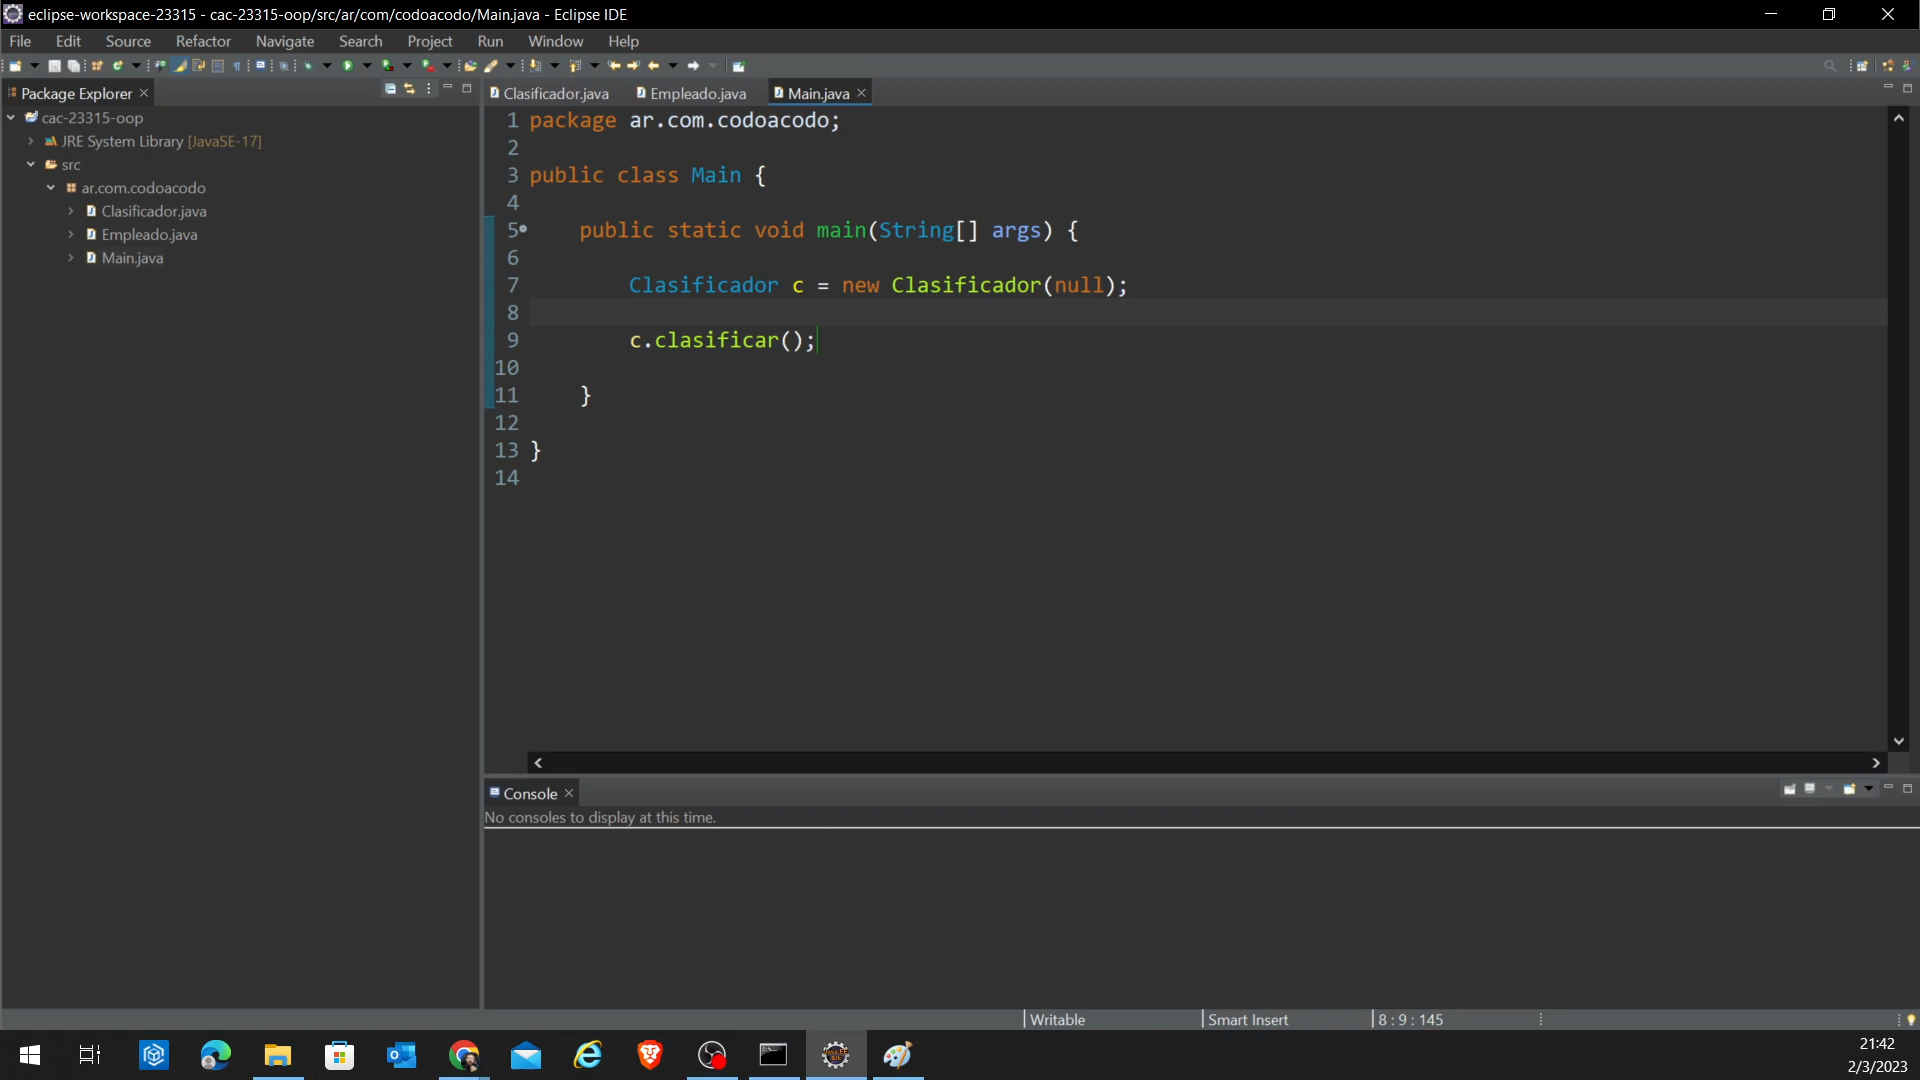 eclipse-workspace-23315 - cac-23315-oop/src/ar/com/codoacodo/Main.java - Eclipse IDE
File Edit Source Refactor Navigate Search Project Run Window Help
Package Explorer
cac-23315-oop
JRE System Library [JavaSE-17]
src
ar.com.codoacodo
Clasificador.java
Empleado.java
Main.java
Clasificador.java Empleado.java Main.java
1 package ar.com.codoacodo;
2
3 public class Main {
4
5 public static void main(String[] args) {
6
7 Clasificador c = new Clasificador(null);
8
9 c.clasificar();
10
11 }
12
13 }
14
Console
No consoles to display at this time.
Writable Smart Insert 8 : 9 : 145
21:42
2/3/2023